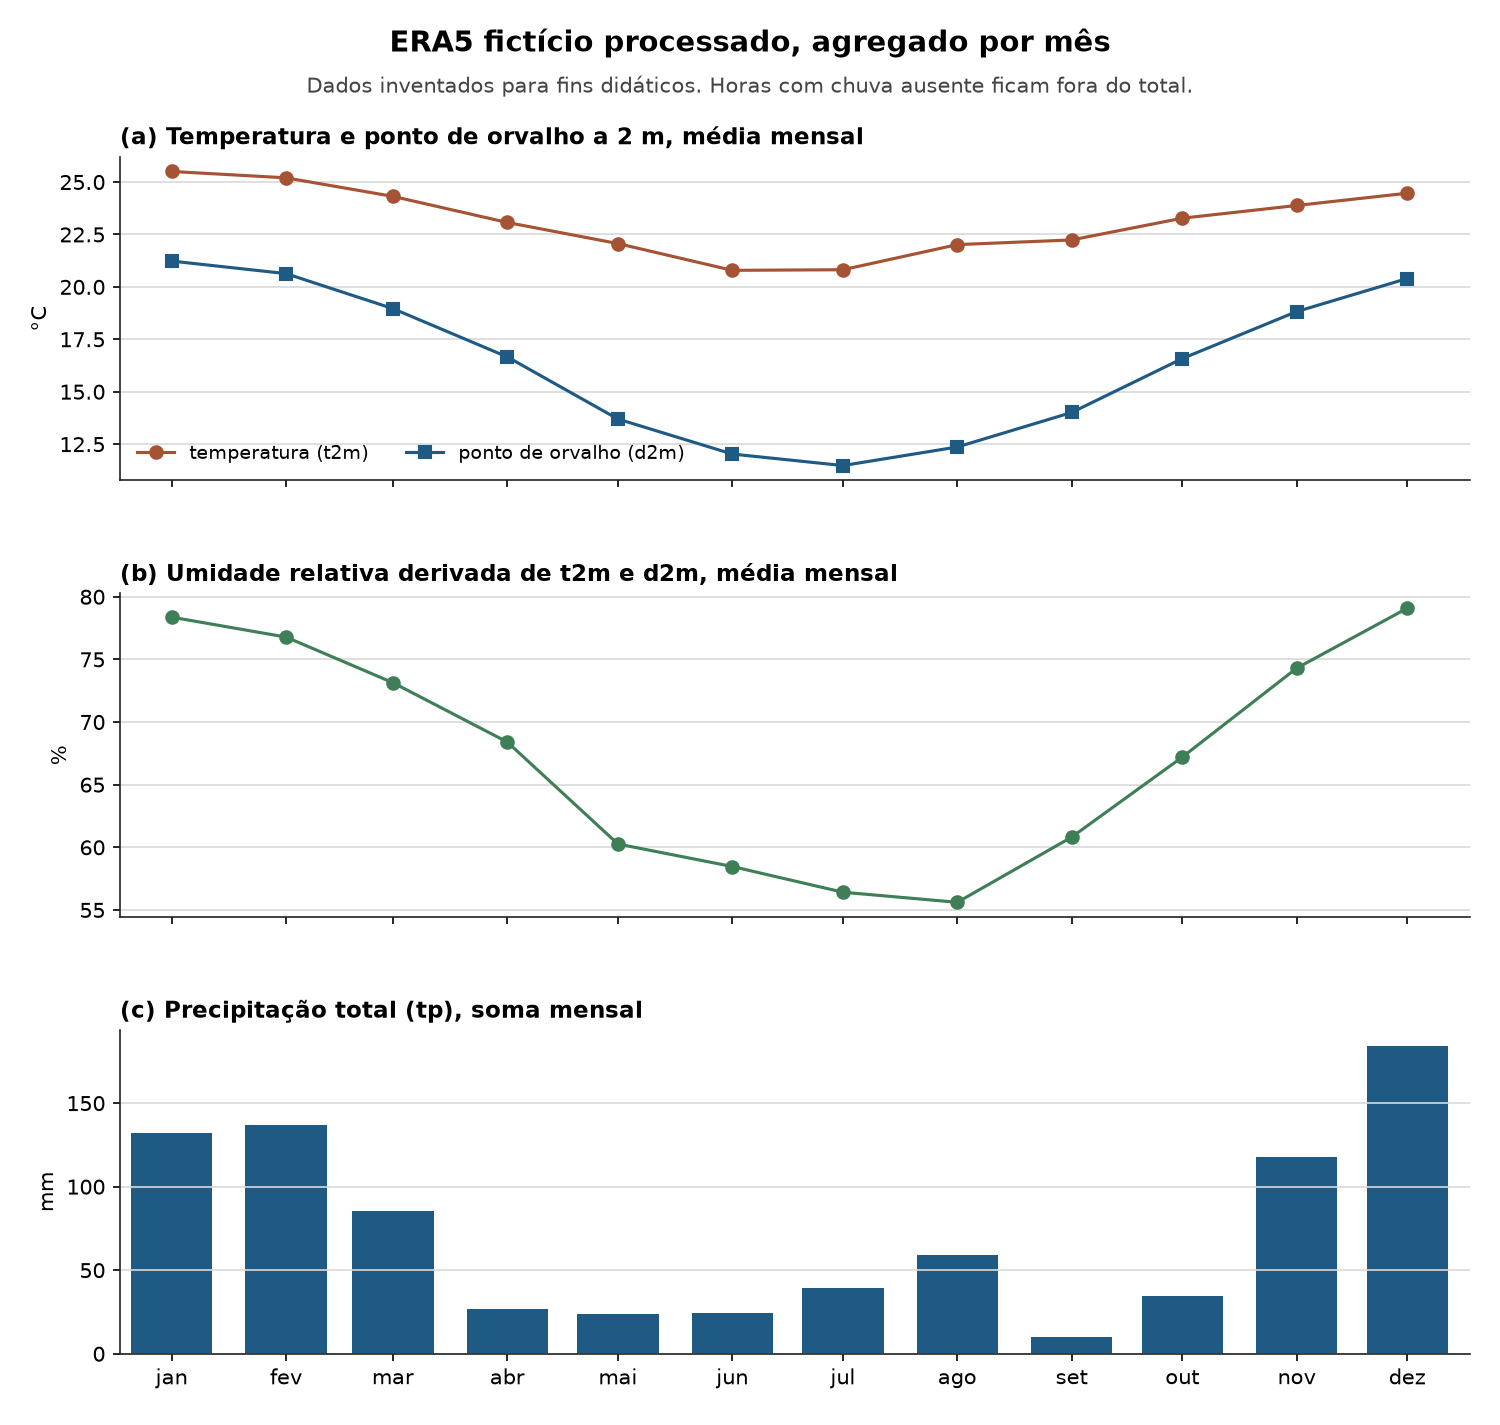 ERA5 fictício processado, agregado por mês
Dados inventados para fins didáticos. Horas com chuva ausente ficam fora do total.
(a) Temperatura e ponto de orvalho a 2 m, média mensal
°C
25.0
22.5
20.0
17.5
15.0
12.5
temperatura (t2m)
ponto de orvalho (d2m)
(b) Umidade relativa derivada de t2m e d2m, média mensal
%
80
75
70
65
60
55
(c) Precipitação total (tp), soma mensal
mm
150
100
50
0
jan fev mar abr mai jun jul ago set out nov dez